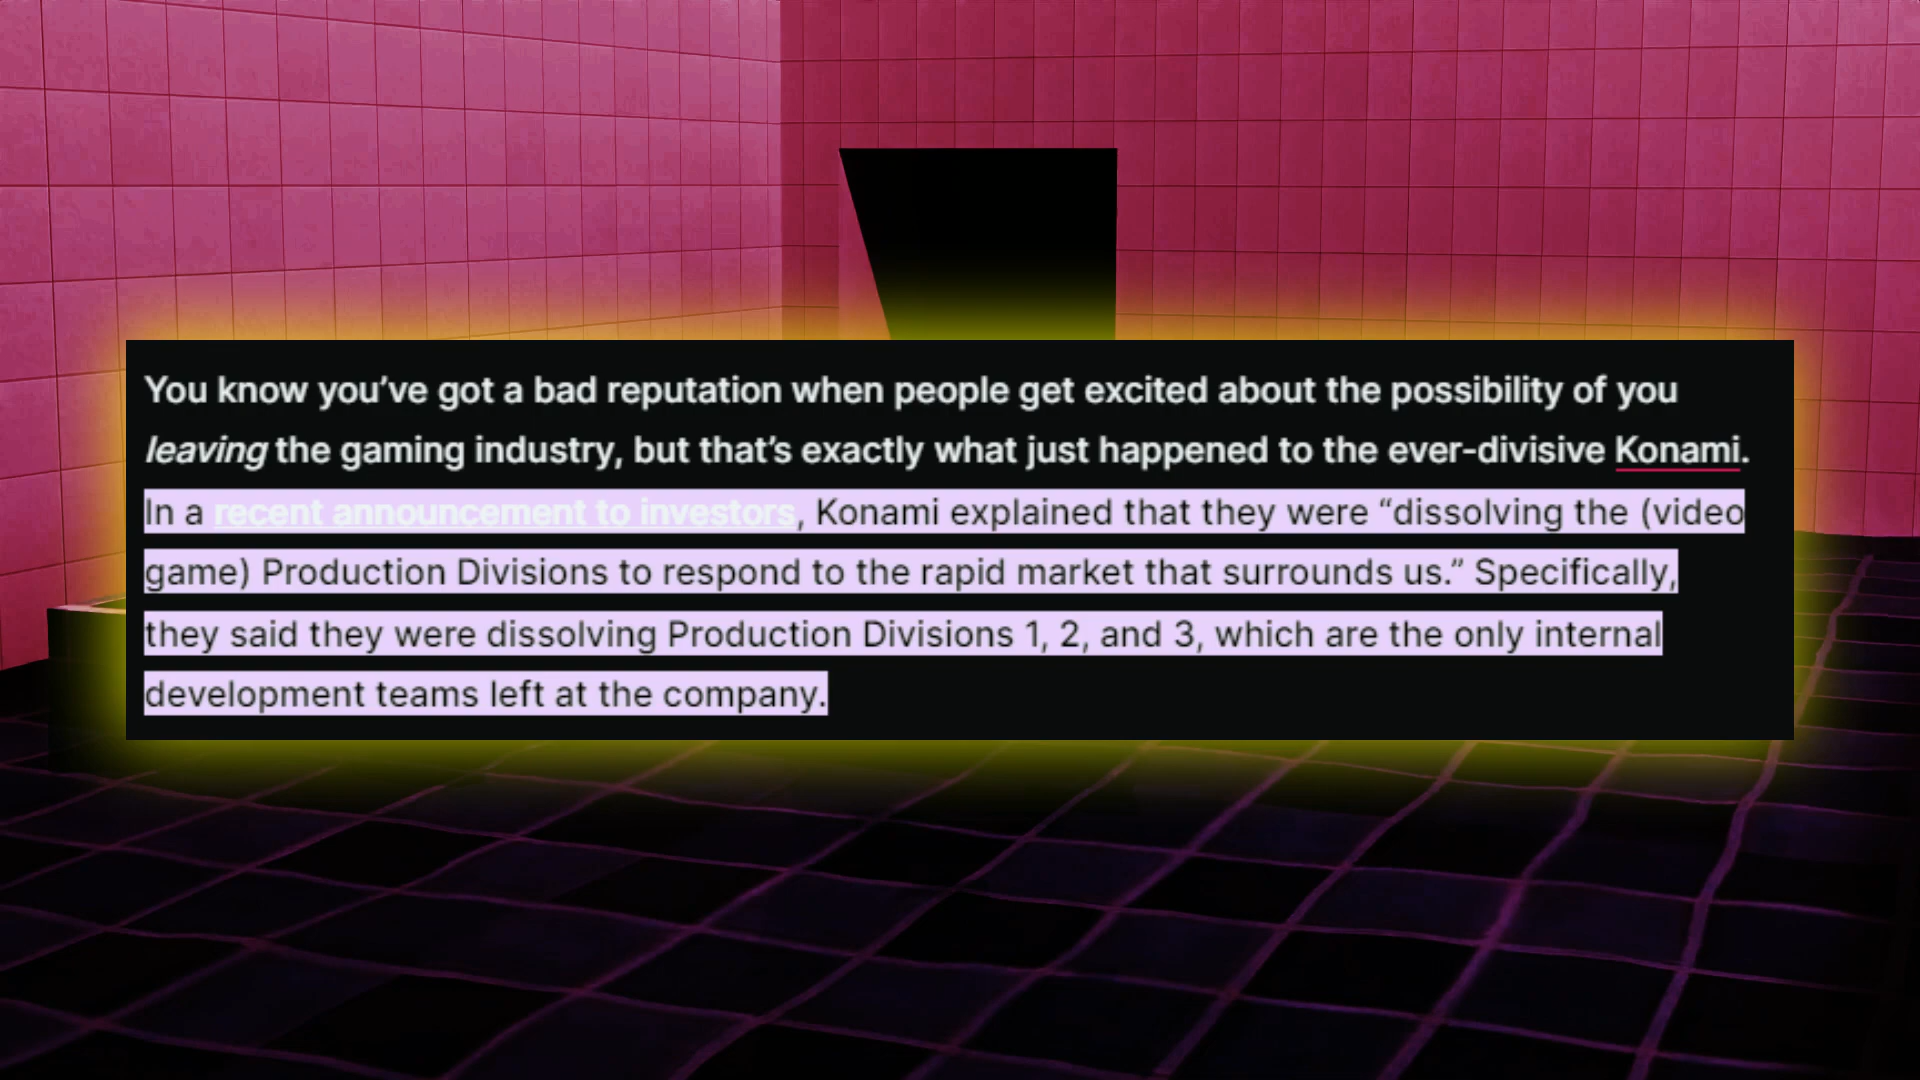 You know you’ve got a bad reputation when people get excited about the possibility of you
leaving the gaming industry, but that’s exactly what just happened to the ever-divisive Konami.
In a recent announcement to investors, Konami explained that they were “dissolving the (video
game) Production Divisions to respond to the rapid market that surrounds us.” Specifically,
they said they were dissolving Production Divisions 1, 2, and 3, which are the only internal
development teams left at the company.